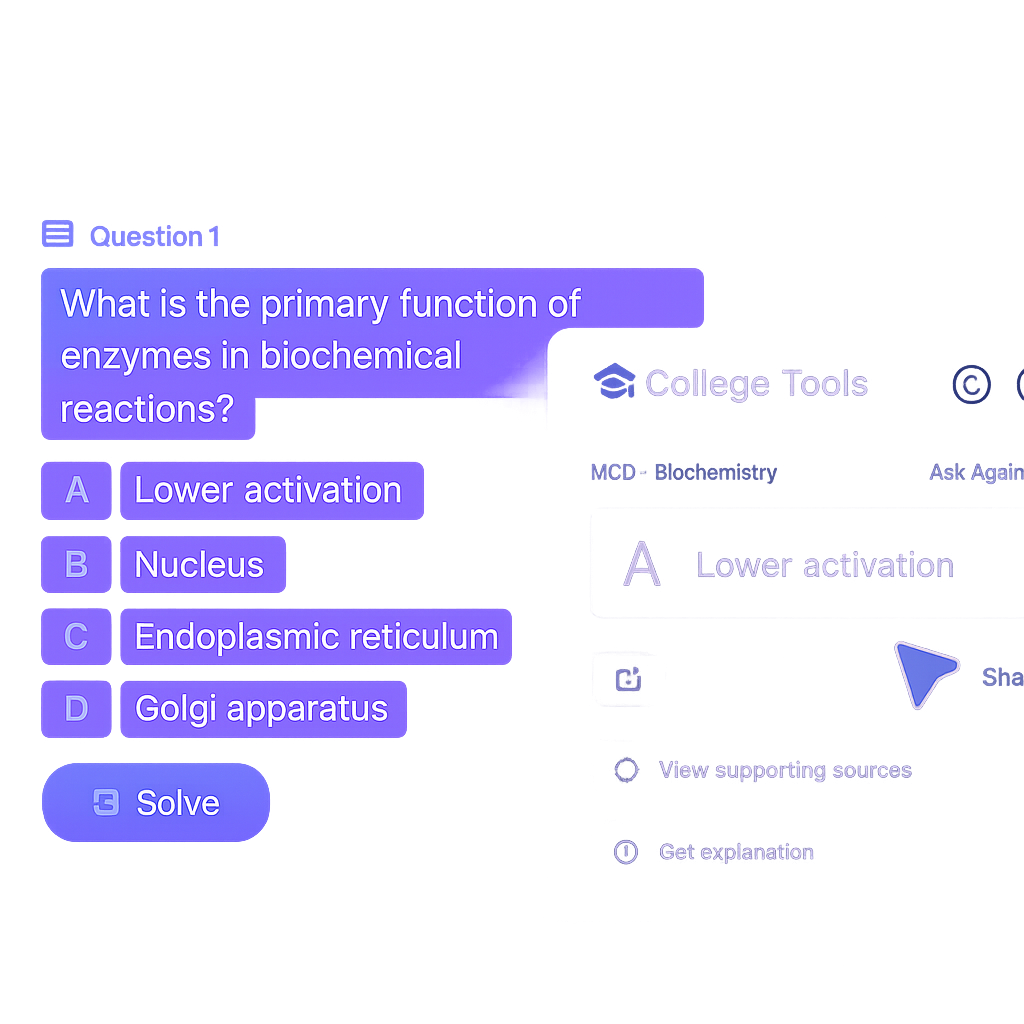 Question 1
What is the primary function of
enzymes in biochemical
reactions?
A Lower activation
B Nucleus
C Endoplasmic reticulum
D Golgi apparatus
Solve
College Tools
©
MCD - Blochemistry
Ask Again
A Lower activation
Sha
View supporting sources
Get explanation